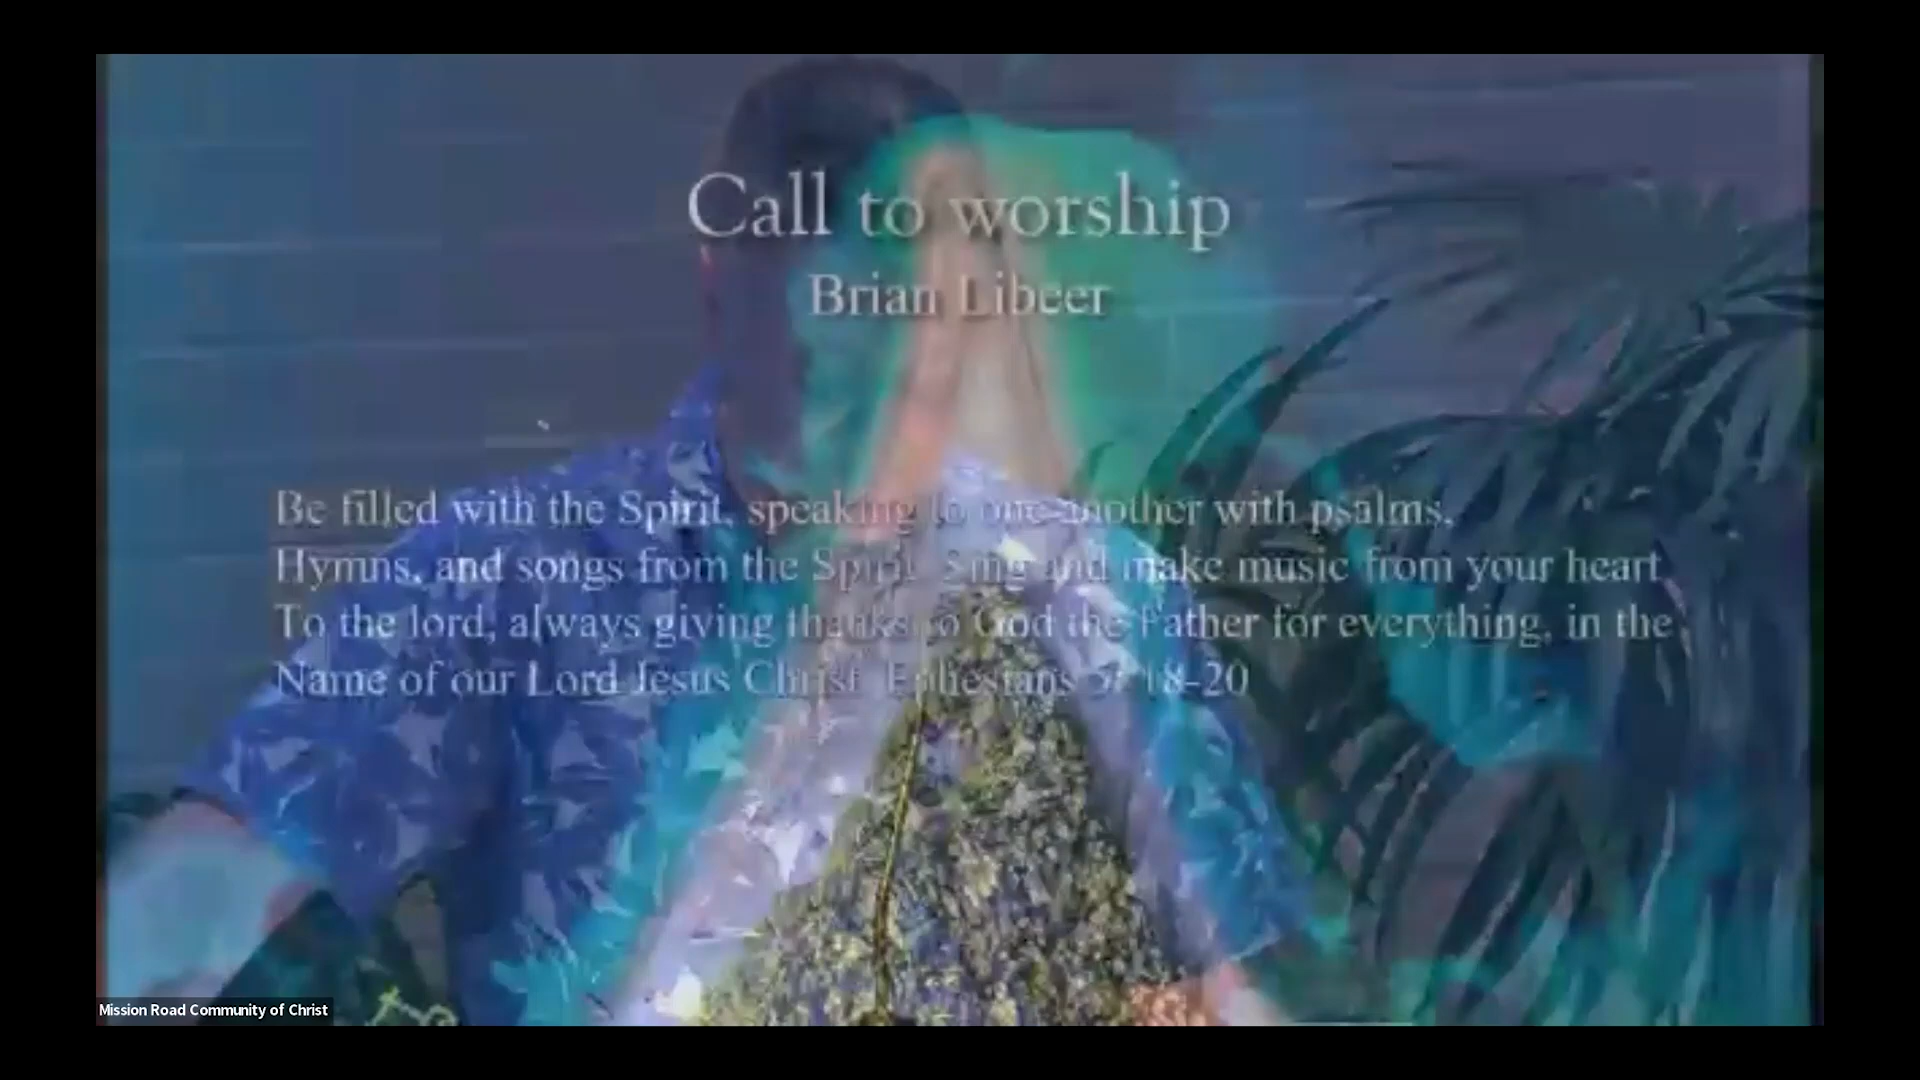 Call to worship
Brian Libeer
Be filled with the Spirit, speaking to one another with psalms,
Hymns, and songs from the Spirit. Sing and make music from your heart
To the lord, always giving thanks to God the Father for everything, in the
Name of our Lord Jesus Christ. Ephesians 5: 18-20
Mission Road Community of Christ